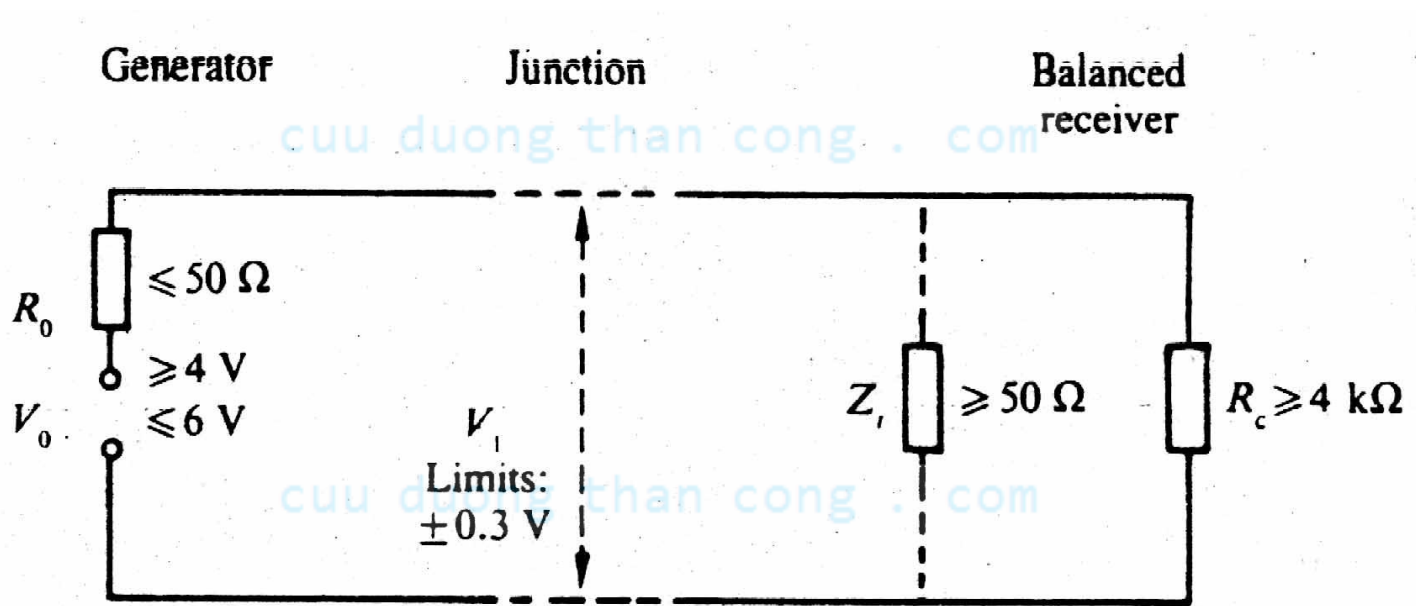 Generator
Junction
Balanced
receiver
cuu duong than cong . com
R₀
≤ 50 Ω
≥ 4 V
V₀
≤ 6 V
V₁
Limits:
± 0.3 V
Zₜ
≥ 50 Ω
R_c ≥ 4 kΩ
cuu duong than cong . com